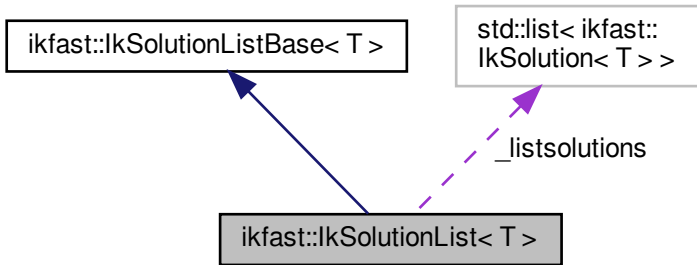 ikfast::IkSolutionListBase< T >
std::list< ikfast::
IkSolution< T > >
_listsolutions
ikfast::IkSolutionList< T >